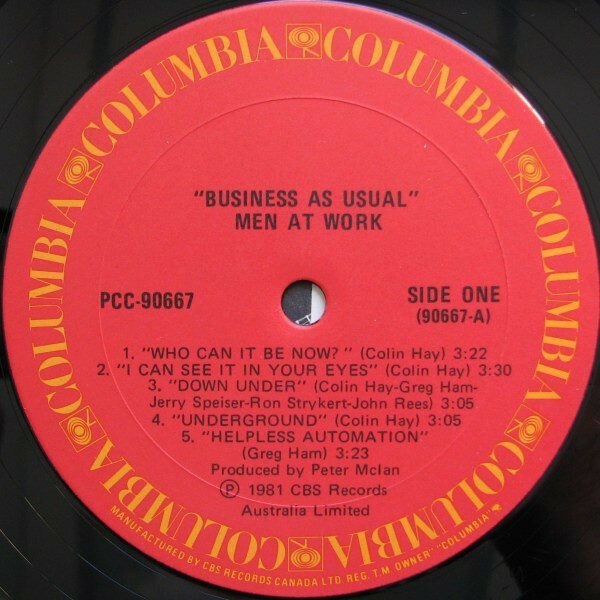 COLUMBIA COLUMBIA COLUMBIA COLUMBIA COLUMBIA COLUMBIA COLUMBIA COLUMBIA
"BUSINESS AS USUAL"
MEN AT WORK
PCC-90667
SIDE ONE
(90667-A)
1. "WHO CAN IT BE NOW?" (Colin Hay) 3:22
2. "I CAN SEE IT IN YOUR EYES" (Colin Hay) 3:30
3. "DOWN UNDER" (Colin Hay-Greg Ham-
Jerry Speiser-Ron Strykert-John Rees) 3:05
4. "UNDERGROUND" (Colin Hay) 3:05
5. "HELPLESS AUTOMATION"
(Greg Ham) 3:23
Produced by Peter McIan
Ⓟ 1981 CBS Records
Australia Limited
MANUFACTURED BY CBS RECORDS CANADA LTD. REG. T.M. OWNER "COLUMBIA".